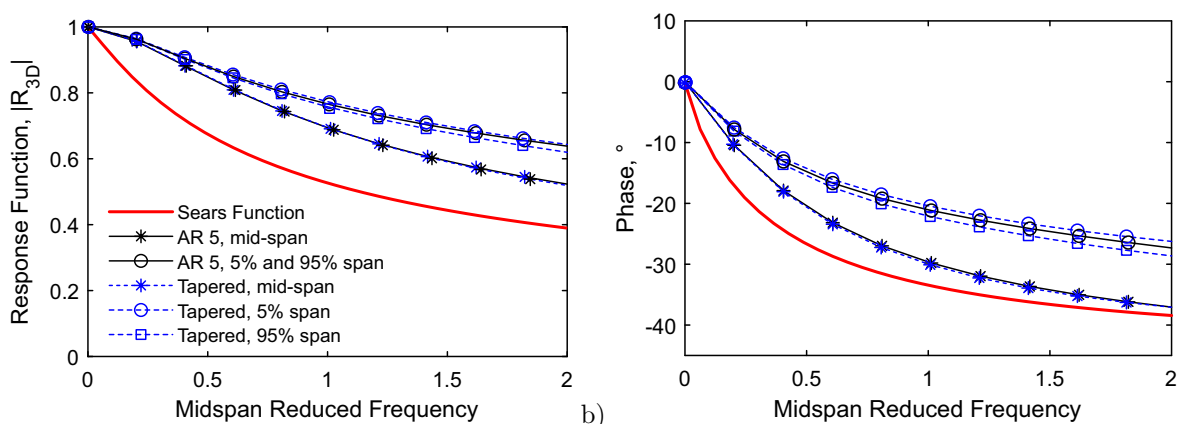 1
0.8
0.6
0.4
0.2
0
Response Function, |R3D|
Sears Function
AR 5, mid-span
AR 5, 5% and 95% span
Tapered, mid-span
Tapered, 5% span
Tapered, 95% span
0 0.5 1 1.5 2
Midspan Reduced Frequency
b)
10
0
-10
-20
-30
-40
Phase, °
0 0.5 1 1.5 2
Midspan Reduced Frequency